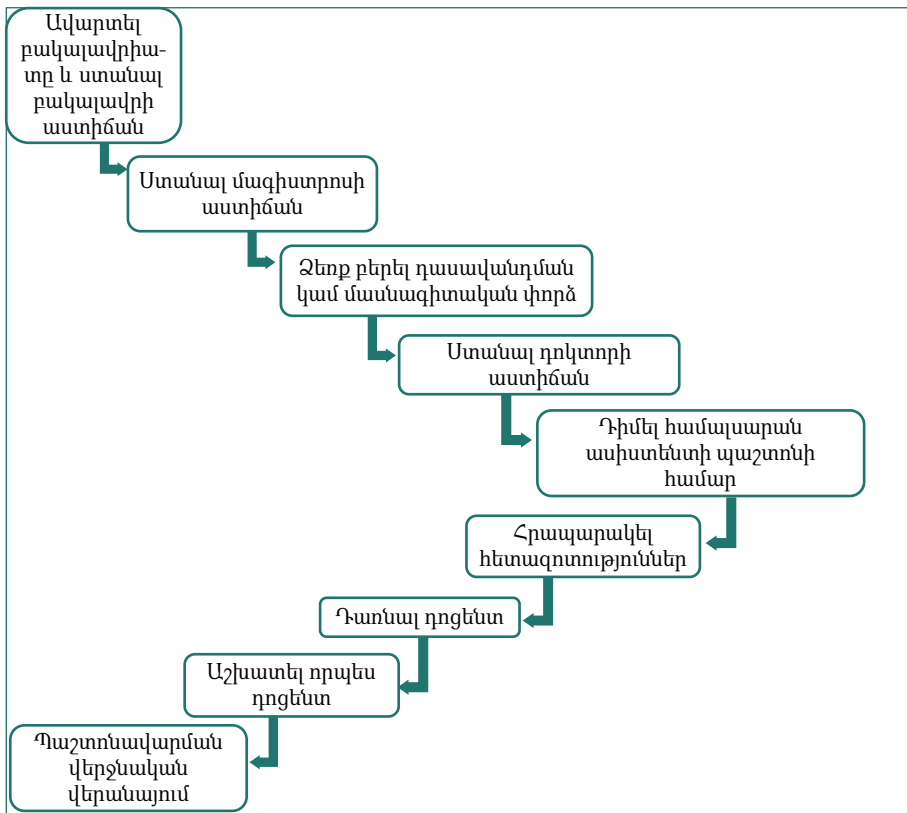 Ավարտել
բակալավրիա-
տը և ստանալ
բակալավրի
աստիճան
Ստանալ մագիստրոսի
աստիճան
Ձեռք բերել դասավանդման
կամ մասնագիտական փորձ
Ստանալ դոկտորի
աստիճան
Դիմել համալսարան
ասիստենտի պաշտոնի
համար
Հրապարակել
հետազոտություններ
Դառնալ դոցենտ
Աշխատել որպես
դոցենտ
Պաշտոնավարման
վերջնական
վերանայում